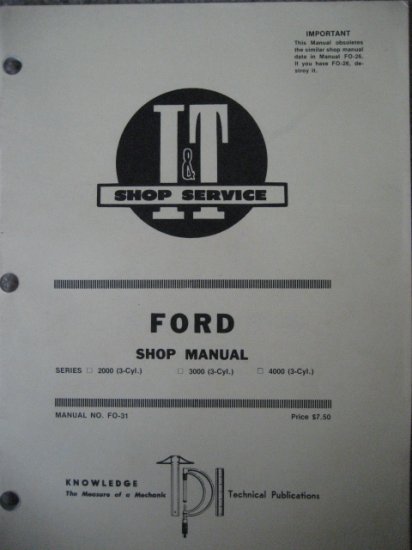 IMPORTANT
This Manual obsoletes
the similar shop manual
data in Manual FO-26.
If you have FO-26, de-
stroy it.
I&T
SHOP SERVICE
FORD
SHOP MANUAL
SERIES □ 2000 (3-Cyl.) □ 3000 (3-Cyl.) □ 4000 (3-Cyl.)
MANUAL NO. FO-31 Price $7.50
KNOWLEDGE
The Measure of a Mechanic
Technical Publications